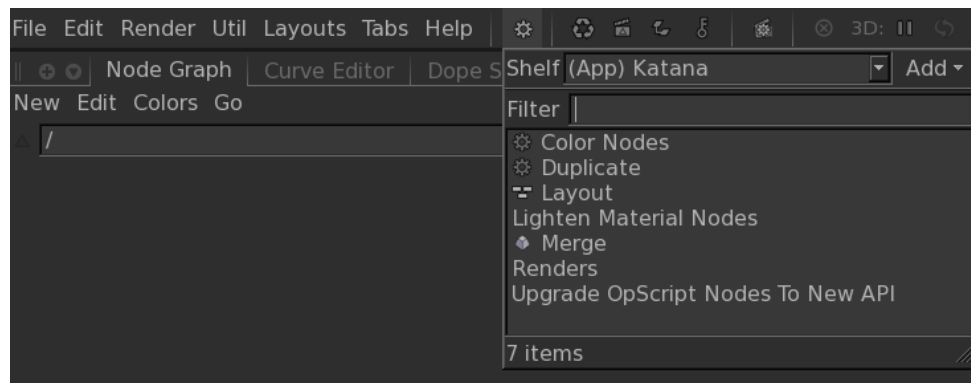 File Edit Render Util Layouts Tabs Help 3D:
Node Graph Curve Editor Dope S
New Edit Colors Go
/
Shelf (App) Katana Add
Filter
Color Nodes
Duplicate
Layout
Lighten Material Nodes
Merge
Renders
Upgrade OpScript Nodes To New API
7 items